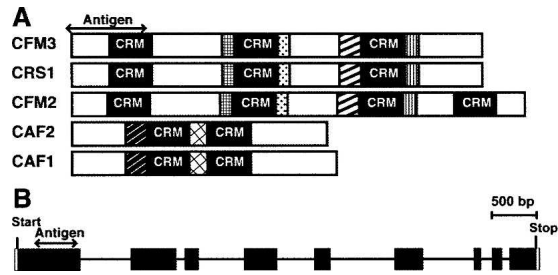 A
Antigen
CFM3 CRM CRM CRM
CRS1 CRM CRM CRM
CFM2 CRM CRM CRM CRM
CAF2 CRM CRM
CAF1 CRM CRM
B
500 bp
Start Stop
Antigen